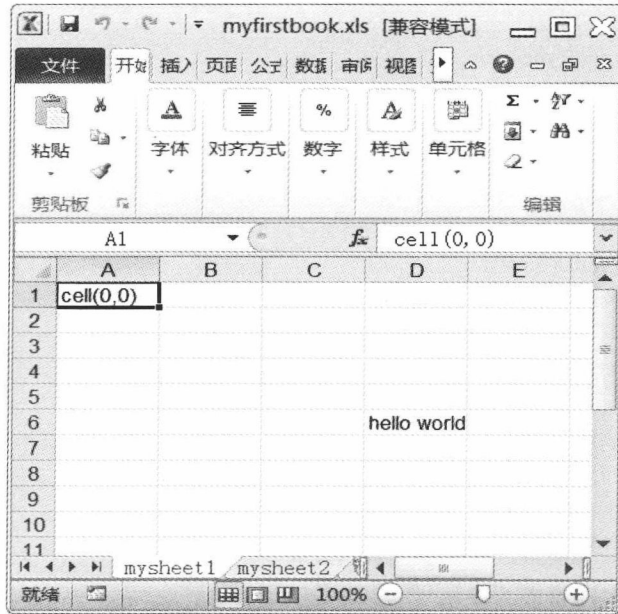 myfirstbook.xls [兼容模式]
文件 开始 插入 页面 公式 数据 审阅 视图
粘贴 字体 对齐方式 数字 样式 单元格
% Σ
剪贴板 编辑
A1 fx cell(0,0)
A B C D E
1 cell(0,0)
2
3
4
5
6 hello world
7
8
9
10
11
mysheet1 mysheet2
就绪 100%